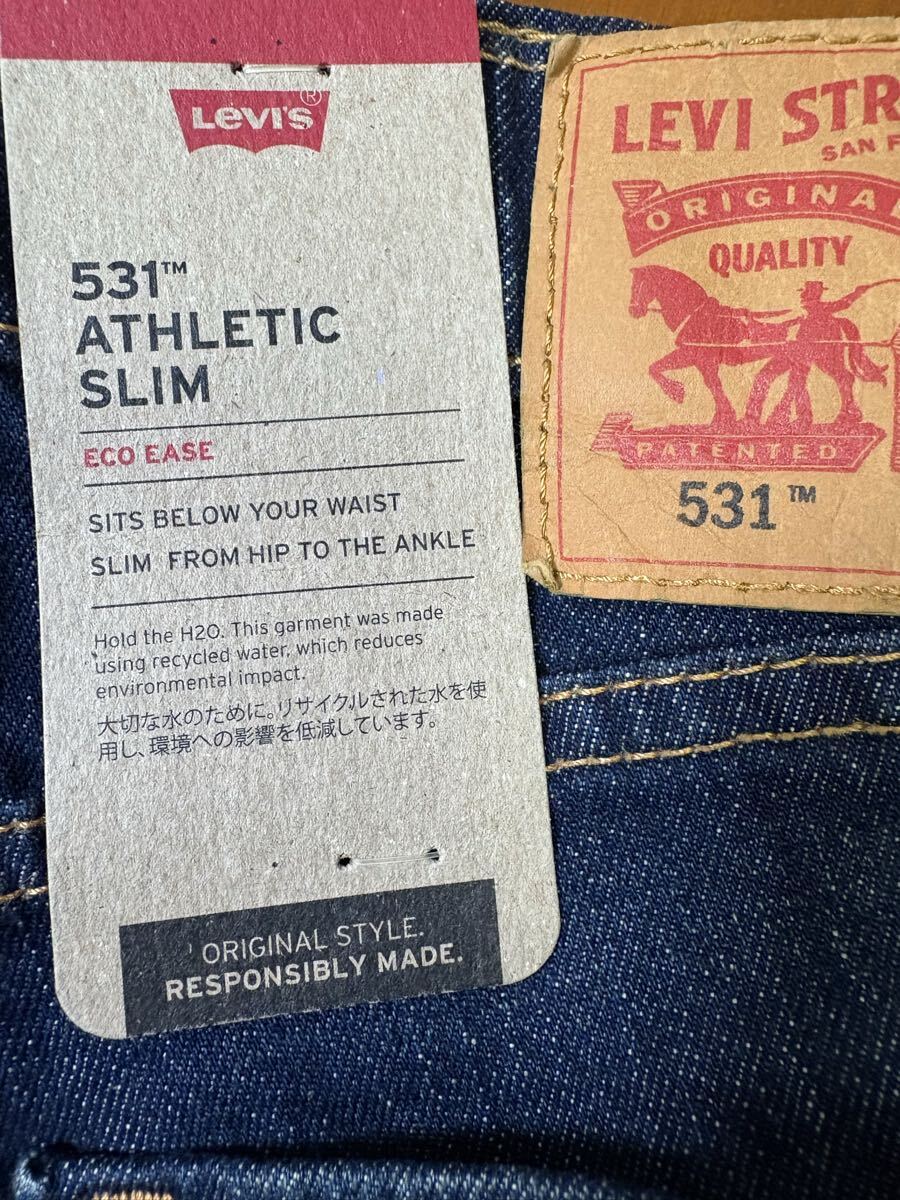 Levi's®
531™
ATHLETIC
SLIM
ECO EASE
SITS BELOW YOUR WAIST
SLIM FROM HIP TO THE ANKLE
Hold the H2O. This garment was made
using recycled water, which reduces
environmental impact.
大切な水のために。リサイクルされた水を使
用し、環境への影響を低減しています。
ORIGINAL STYLE.
RESPONSIBLY MADE.
LEVI STR
SAN F
ORIGINA
QUALITY
PATENTED
531™